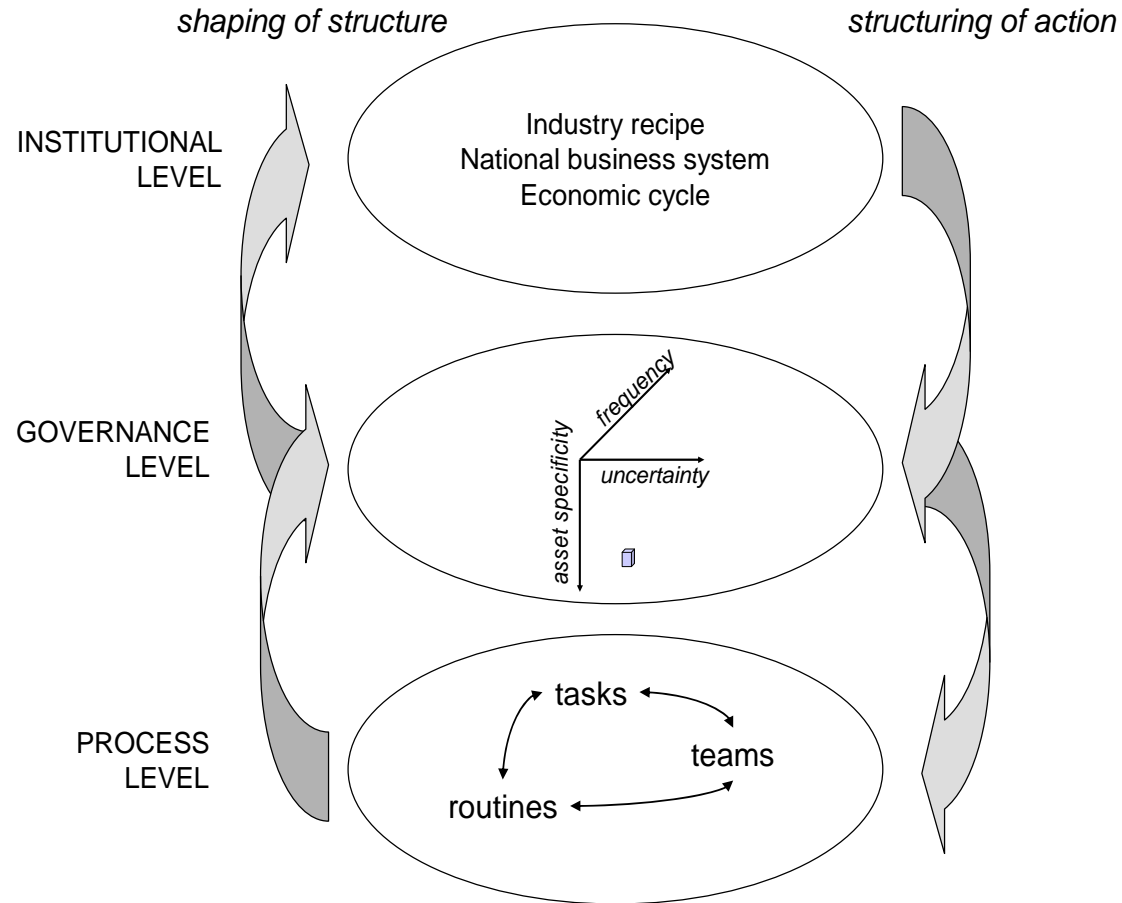 shaping of structure
structuring of action
INSTITUTIONAL
LEVEL
Industry recipe
National business system
Economic cycle
GOVERNANCE
LEVEL
frequency
uncertainty
asset specificity
PROCESS
LEVEL
tasks
teams
routines